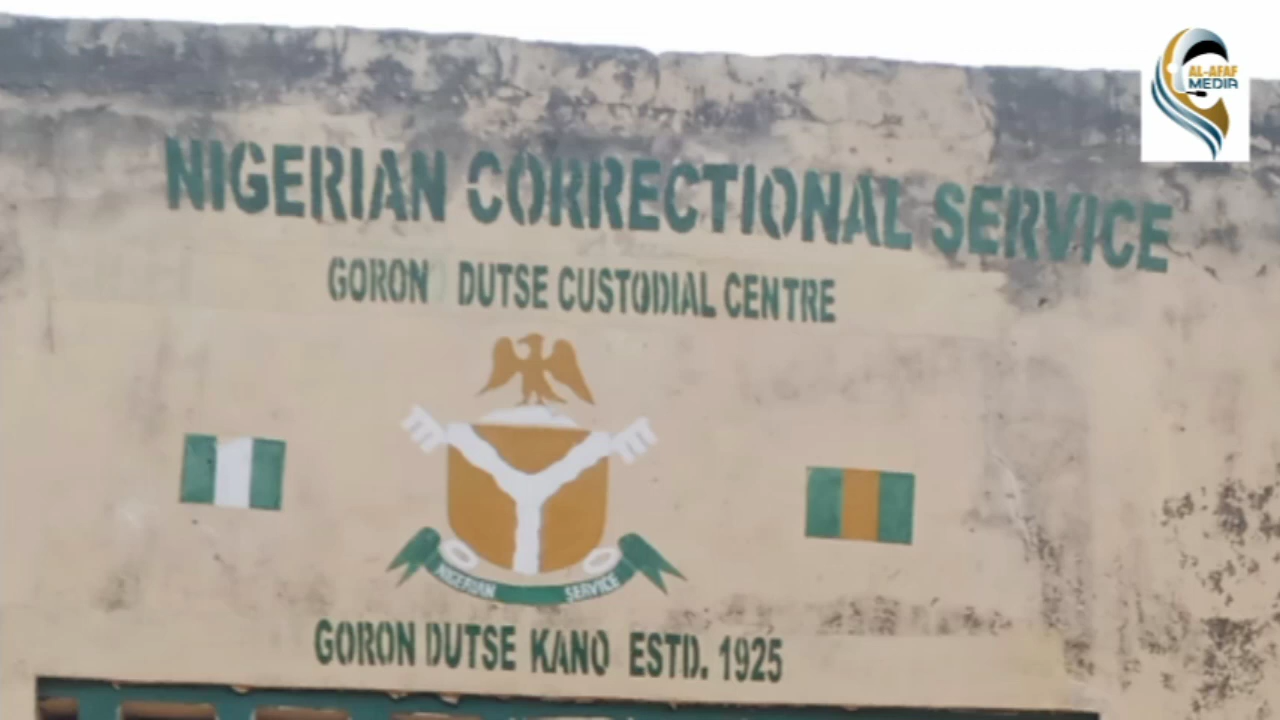 AL-AFAF
MEDIA
NIGERIAN CORRECTIONAL SERVICE
GORON DUTSE CUSTODIAL CENTRE
NIGERIAN SERVICE
GORON DUTSE KANO ESTD. 1925